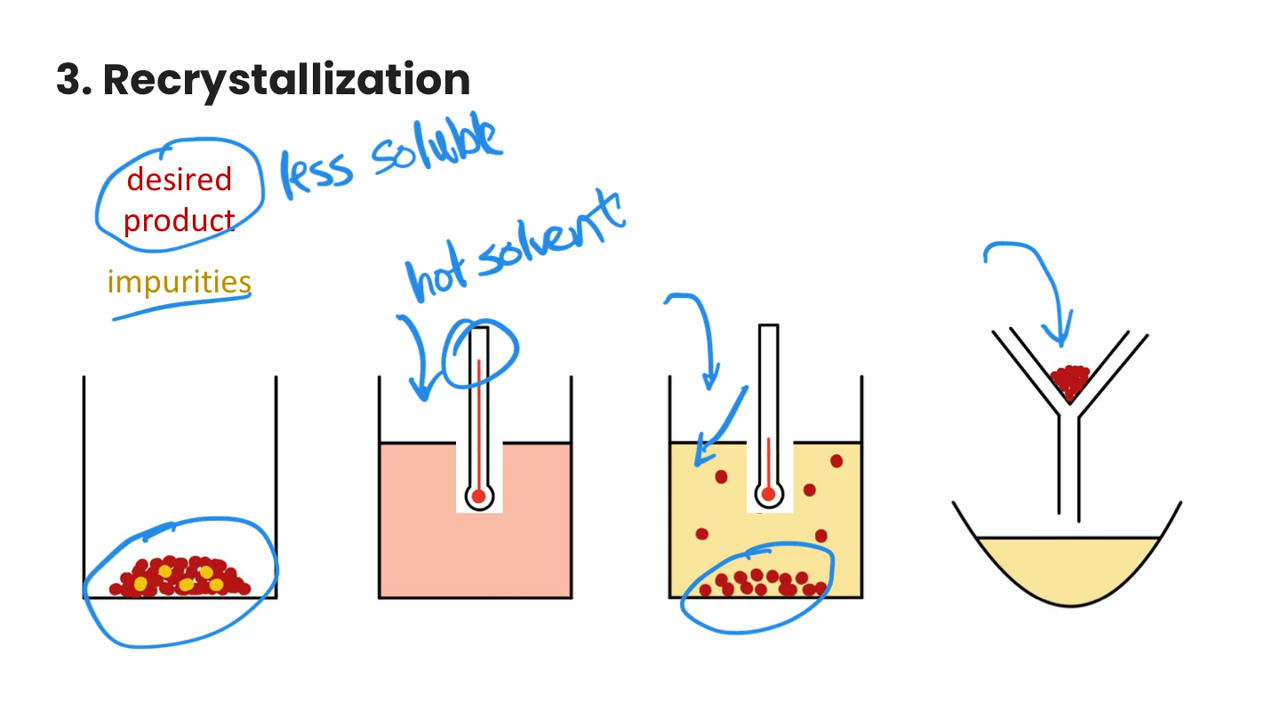 3. Recrystallization
desired
product
less soluble
impurities
hot solvent